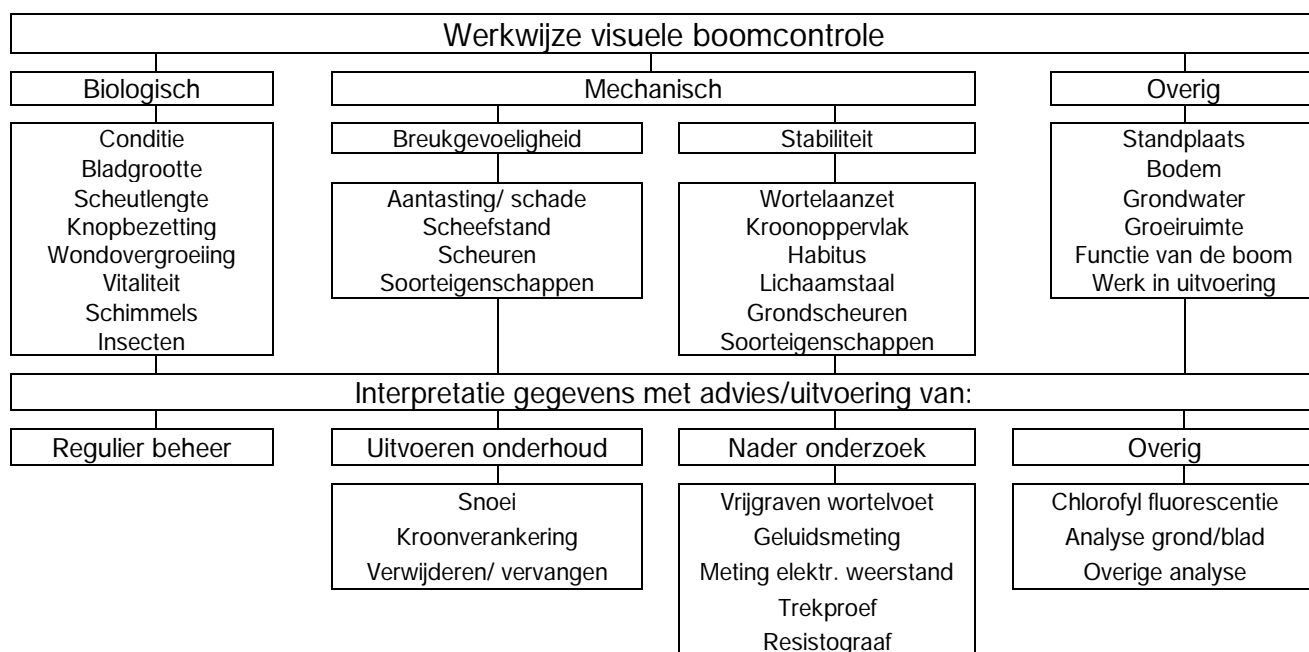 Werkwijze visuele boomcontrole
Biologisch
Mechanisch
Overig
Conditie
Bladgrootte
Scheutlengte
Knopbezetting
Wondovergroeiing
Vitaliteit
Schimmels
Insecten
Breukgevoeligheid
Aantasting/ schade
Scheefstand
Scheuren
Soorteigenschappen
Stabiliteit
Wortelaanzet
Kroonoppervlak
Habitus
Lichaamstaal
Grondscheuren
Soorteigenschappen
Standplaats
Bodem
Grondwater
Groeiruimte
Functie van de boom
Werk in uitvoering
Interpretatie gegevens met advies/uitvoering van:
Regulier beheer
Uitvoeren onderhoud
Snoei
Kroonverankering
Verwijderen/ vervangen
Nader onderzoek
Vrijgraven wortelvoet
Geluidsmeting
Meting elektr. weerstand
Trekproef
Resistograaf
Overig
Chlorofyl fluorescentie
Analyse grond/blad
Overige analyse